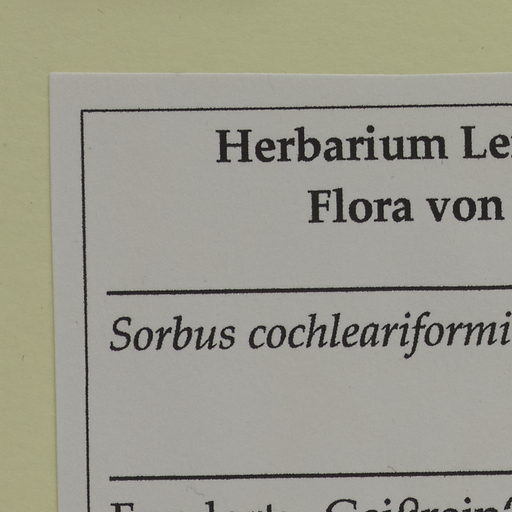 Herbarium Le
Flora von
Sorbus cochleariformi